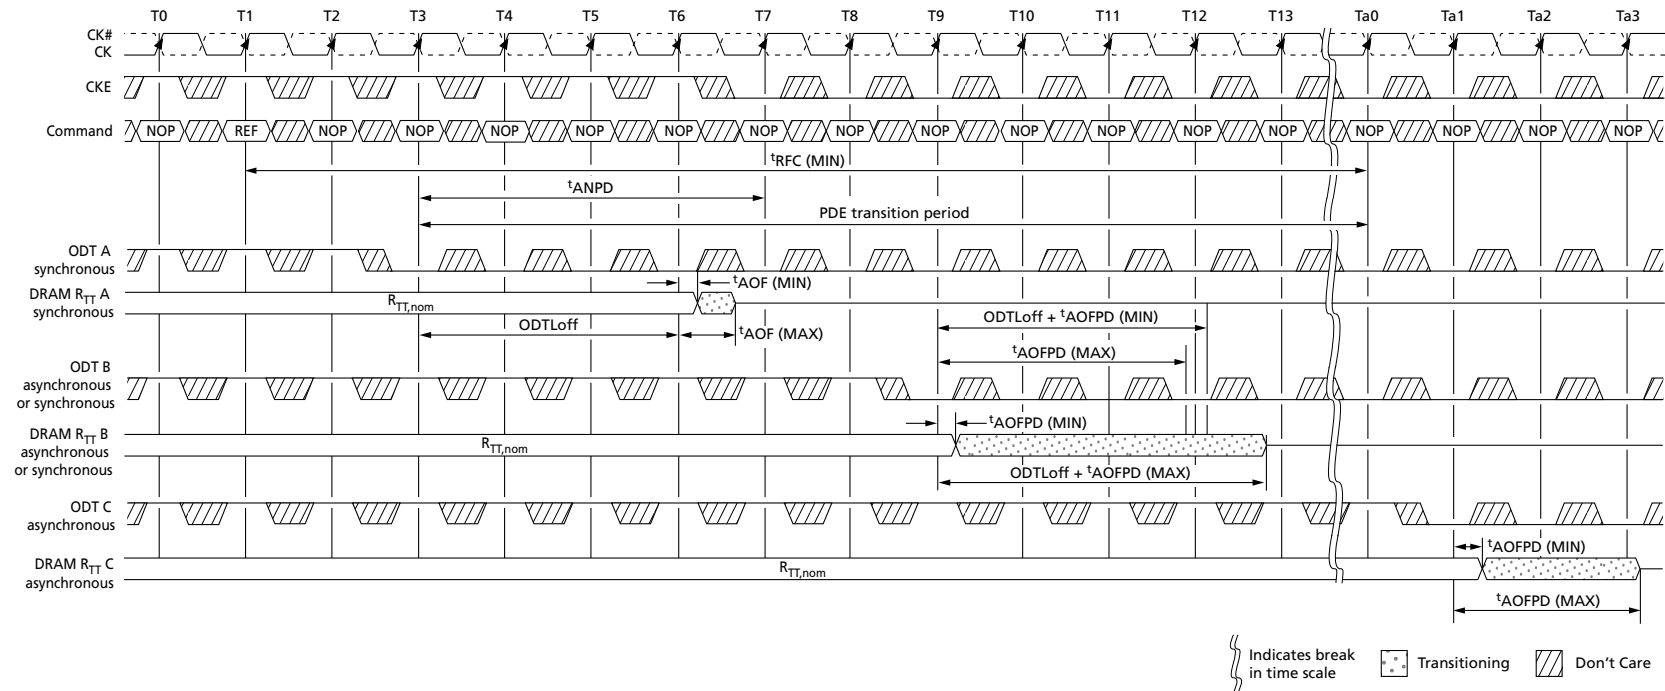 T0 T1 T2 T3 T4 T5 T6 T7 T8 T9 T10 T11 T12 T13 Ta0 Ta1 Ta2 Ta3
CK#
CK
CKE
Command NOP REF NOP NOP NOP NOP NOP NOP NOP NOP NOP NOP NOP NOP NOP NOP NOP NOP
tRFC (MIN)
tANPD
PDE transition period
ODT A
synchronous
tAOF (MIN)
DRAM RTT A
synchronous
RTT,nom
ODTLoff
tAOF (MAX)
ODTLoff + tAOFPD (MIN)
tAOFPD (MAX)
ODT B
asynchronous
or synchronous
tAOFPD (MIN)
DRAM RTT B
asynchronous
or synchronous
RTT,nom
ODTLoff + tAOFPD (MAX)
ODT C
asynchronous
tAOFPD (MIN)
DRAM RTT C
asynchronous
RTT,nom
tAOFPD (MAX)
Indicates break
in time scale
Transitioning
Don't Care